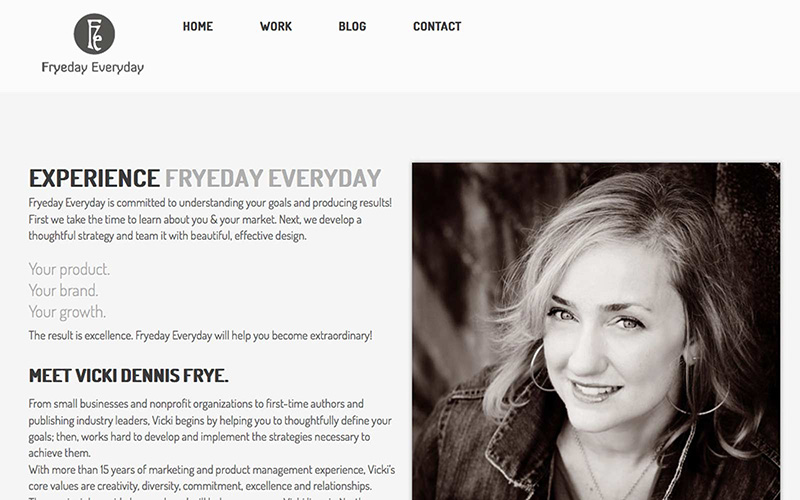 Fe
Fryeday Everyday
HOME WORK BLOG CONTACT
EXPERIENCE FRYEDAY EVERYDAY
Fryeday Everyday is committed to understanding your goals and producing results!
First we take the time to learn about you & your market. Next, we develop a
thoughtful strategy and team it with beautiful, effective design.
Your product.
Your brand.
Your growth.
The result is excellence. Fryeday Everyday will help you become extraordinary!
MEET VICKI DENNIS FRYE.
From small businesses and nonprofit organizations to first-time authors and
publishing industry leaders, Vicki begins by helping you to thoughtfully define your
goals; then, works hard to develop and implement the strategies necessary to
achieve them.
With more than 15 years of marketing and product management experience, Vicki's
core values are creativity, diversity, commitment, excellence and relationships.